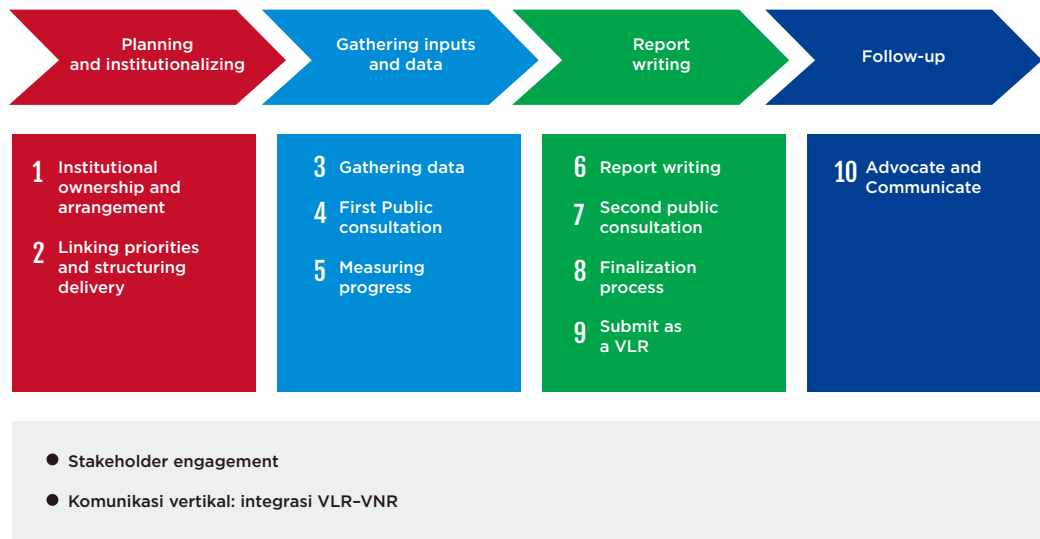 Planning
and institutionalizing
Gathering inputs
and data
Report
writing
Follow-up
1 Institutional
ownership and
arrangement
2 Linking priorities
and structuring
delivery
3 Gathering data
4 First Public
consultation
5 Measuring
progress
6 Report writing
7 Second public
consultation
8 Finalization
process
9 Submit as
a VLR
10 Advocate and
Communicate
● Stakeholder engagement
● Komunikasi vertikal: integrasi VLR–VNR